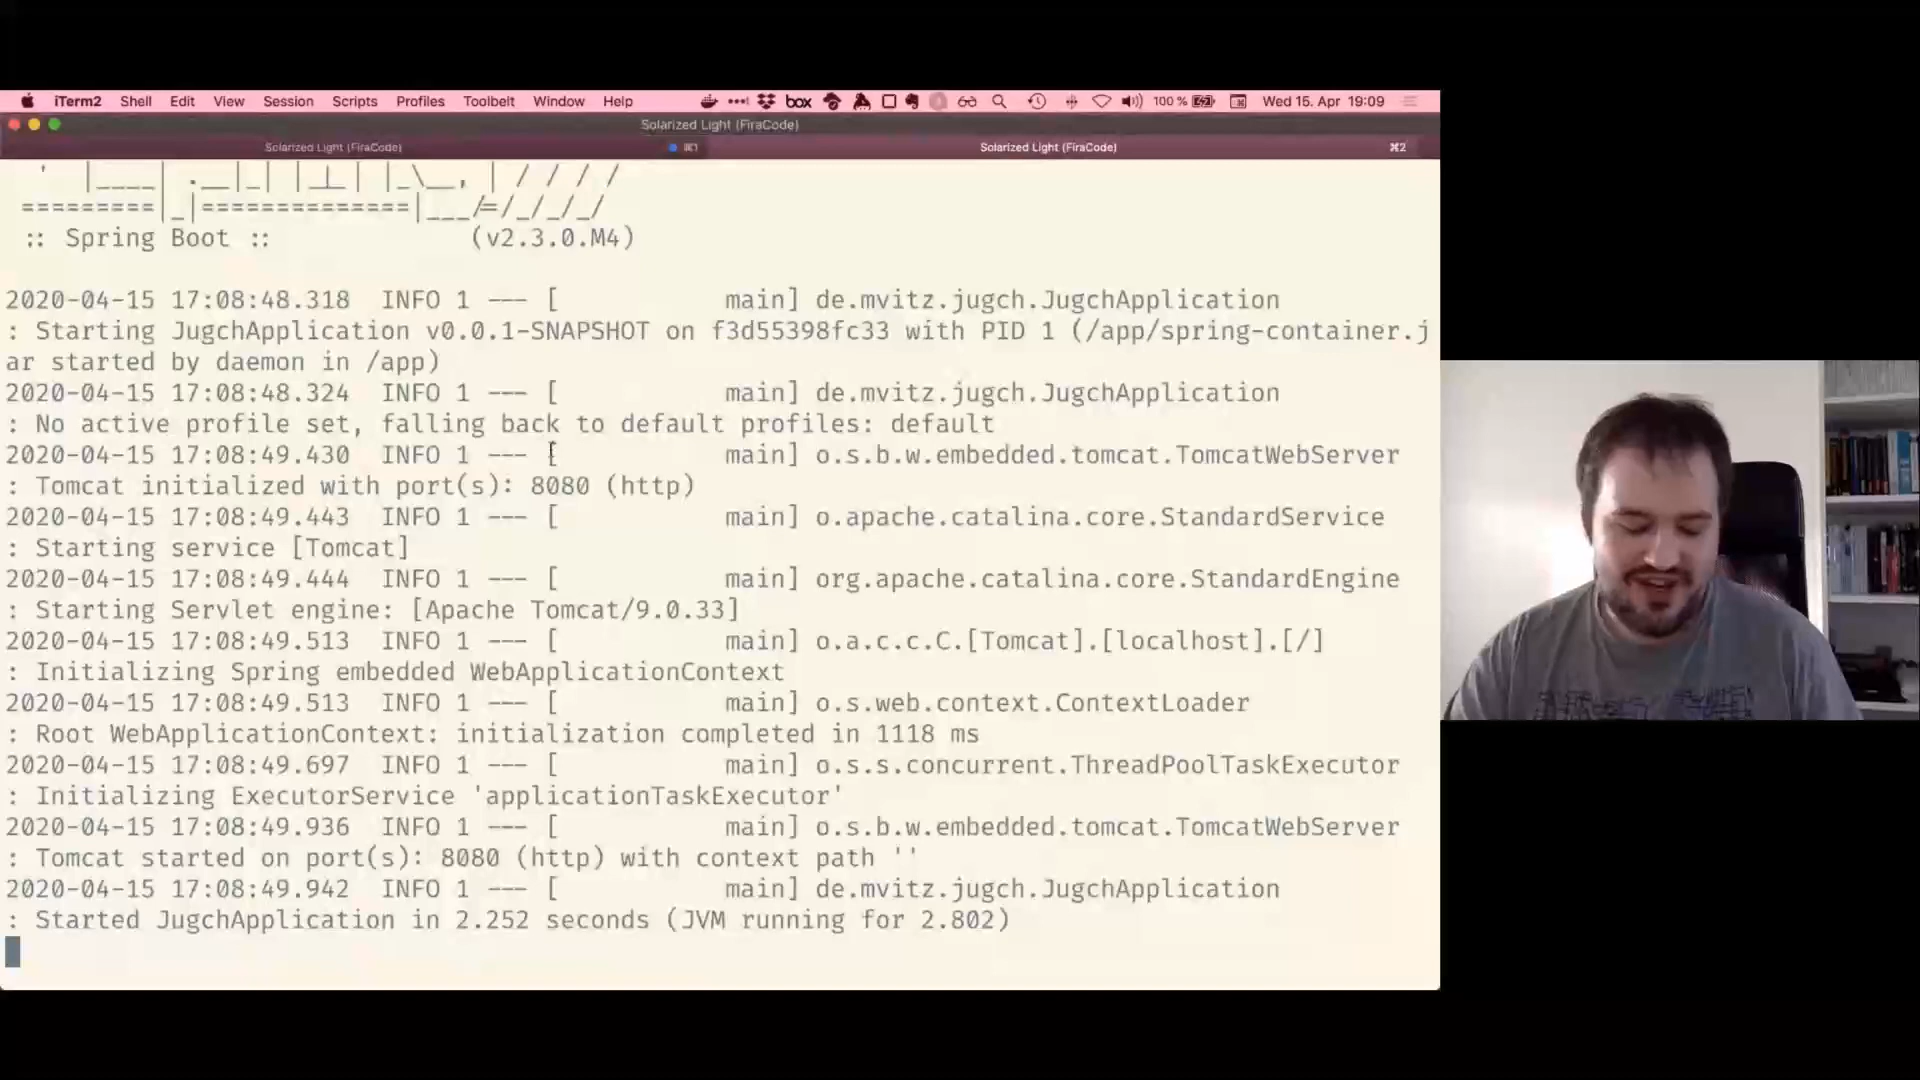 iTerm2 Shell Edit View Session Scripts Profiles Toolbelt Window Help box 100 % Wed 15. Apr 19:09
Solarized Light (FiraCode)
Solarized Light (FiraCode) ⌘1 Solarized Light (FiraCode) ⌘2
:: Spring Boot :: (v2.3.0.M4)
2020-04-15 17:08:48.318 INFO 1 --- [ main] de.mvitz.jugch.JugchApplication
: Starting JugchApplication v0.0.1-SNAPSHOT on f3d55398fc33 with PID 1 (/app/spring-container.j
ar started by daemon in /app)
2020-04-15 17:08:48.324 INFO 1 --- [ main] de.mvitz.jugch.JugchApplication
: No active profile set, falling back to default profiles: default
2020-04-15 17:08:49.430 INFO 1 --- [ main] o.s.b.w.embedded.tomcat.TomcatWebServer
: Tomcat initialized with port(s): 8080 (http)
2020-04-15 17:08:49.443 INFO 1 --- [ main] o.apache.catalina.core.StandardService
: Starting service [Tomcat]
2020-04-15 17:08:49.444 INFO 1 --- [ main] org.apache.catalina.core.StandardEngine
: Starting Servlet engine: [Apache Tomcat/9.0.33]
2020-04-15 17:08:49.513 INFO 1 --- [ main] o.a.c.c.C.[Tomcat].[localhost].[/]
: Initializing Spring embedded WebApplicationContext
2020-04-15 17:08:49.513 INFO 1 --- [ main] o.s.web.context.ContextLoader
: Root WebApplicationContext: initialization completed in 1118 ms
2020-04-15 17:08:49.697 INFO 1 --- [ main] o.s.s.concurrent.ThreadPoolTaskExecutor
: Initializing ExecutorService 'applicationTaskExecutor'
2020-04-15 17:08:49.936 INFO 1 --- [ main] o.s.b.w.embedded.tomcat.TomcatWebServer
: Tomcat started on port(s): 8080 (http) with context path ''
2020-04-15 17:08:49.942 INFO 1 --- [ main] de.mvitz.jugch.JugchApplication
: Started JugchApplication in 2.252 seconds (JVM running for 2.802)